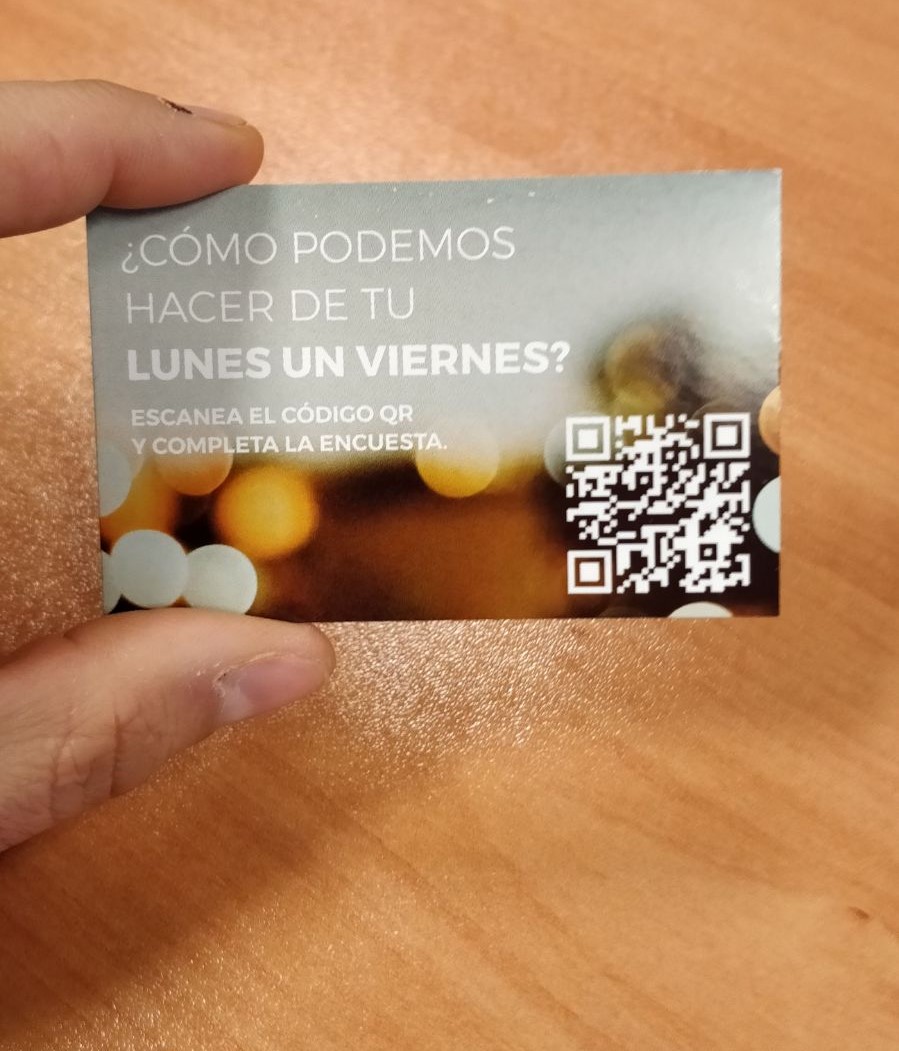 ¿CÓMO PODEMOS
HACER DE TU
LUNES UN VIERNES?
ESCANEA EL CÓDIGO QR
Y COMPLETA LA ENCUESTA.